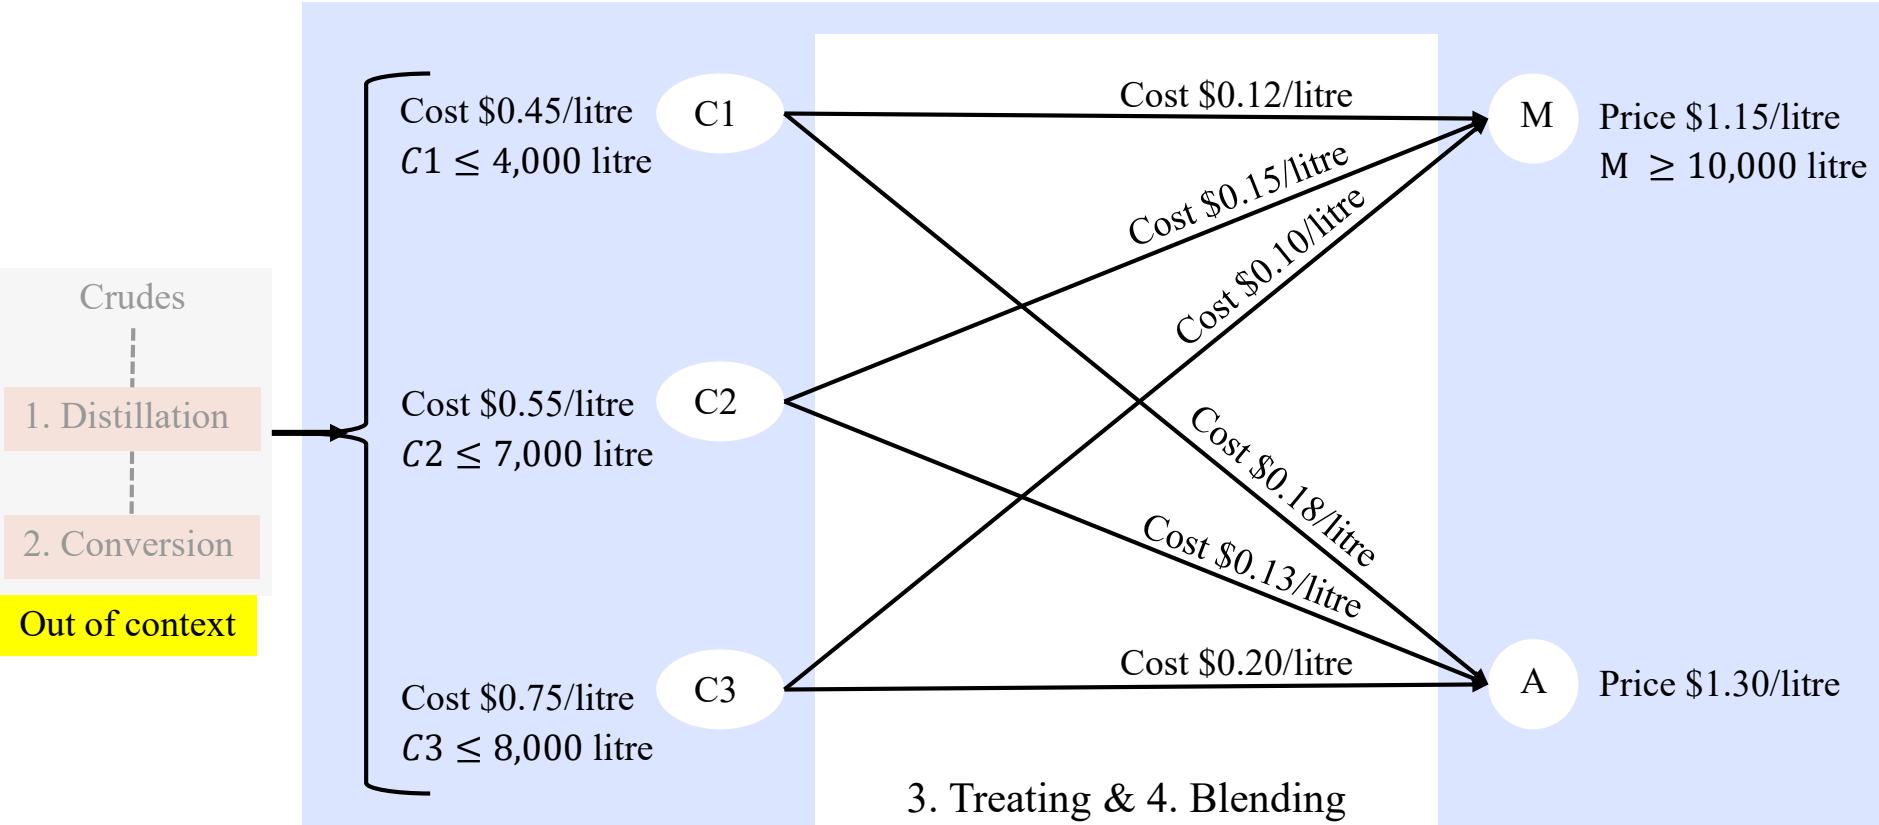 Crudes
1. Distillation
2. Conversion
Out of context
Cost $0.45/litre
C1 ≤ 4,000 litre
C1
Cost $0.55/litre
C2 ≤ 7,000 litre
C2
Cost $0.75/litre
C3 ≤ 8,000 litre
C3
Cost $0.12/litre
Cost $0.15/litre
Cost $0.10/litre
Cost $0.18/litre
Cost $0.13/litre
Cost $0.20/litre
3. Treating & 4. Blending
M
Price $1.15/litre
M ≥ 10,000 litre
A
Price $1.30/litre